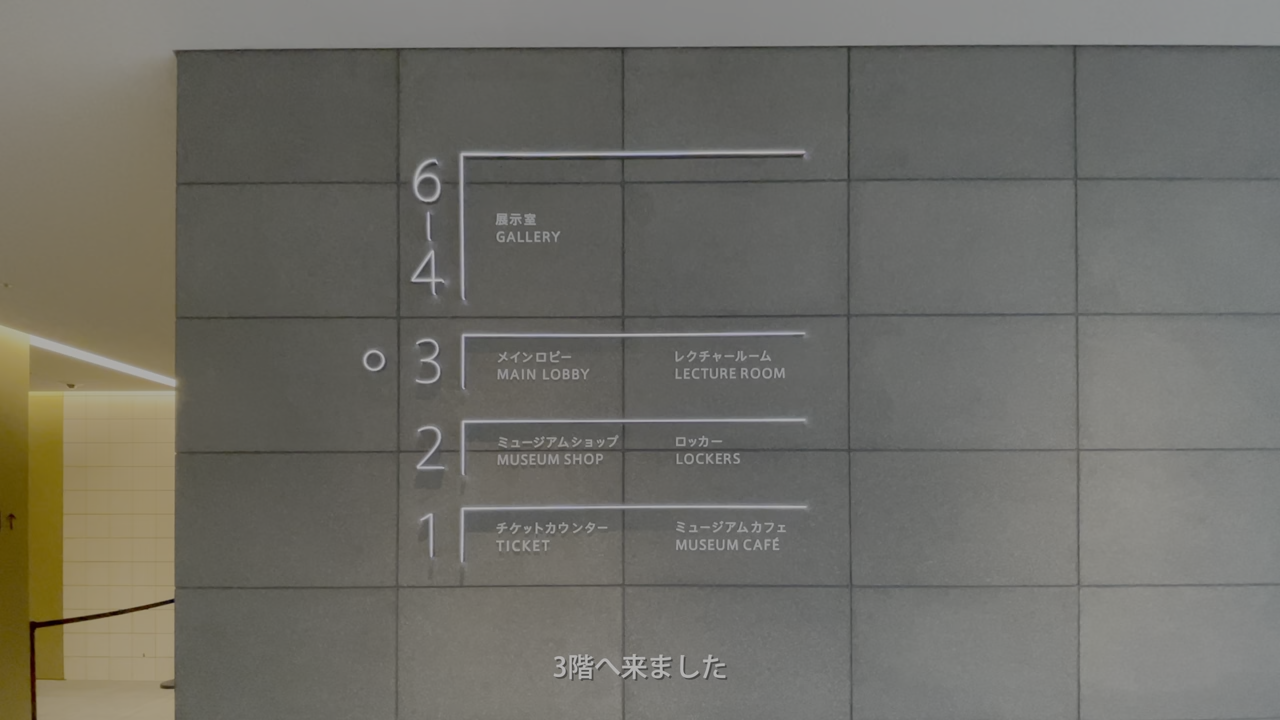 6
|
4
展示室
GALLERY
3
メインロビー
MAIN LOBBY
レクチャールーム
LECTURE ROOM
2
ミュージアムショップ
MUSEUM SHOP
ロッカー
LOCKERS
1
チケットカウンター
TICKET
ミュージアムカフェ
MUSEUM CAFÉ
3階へ来ました